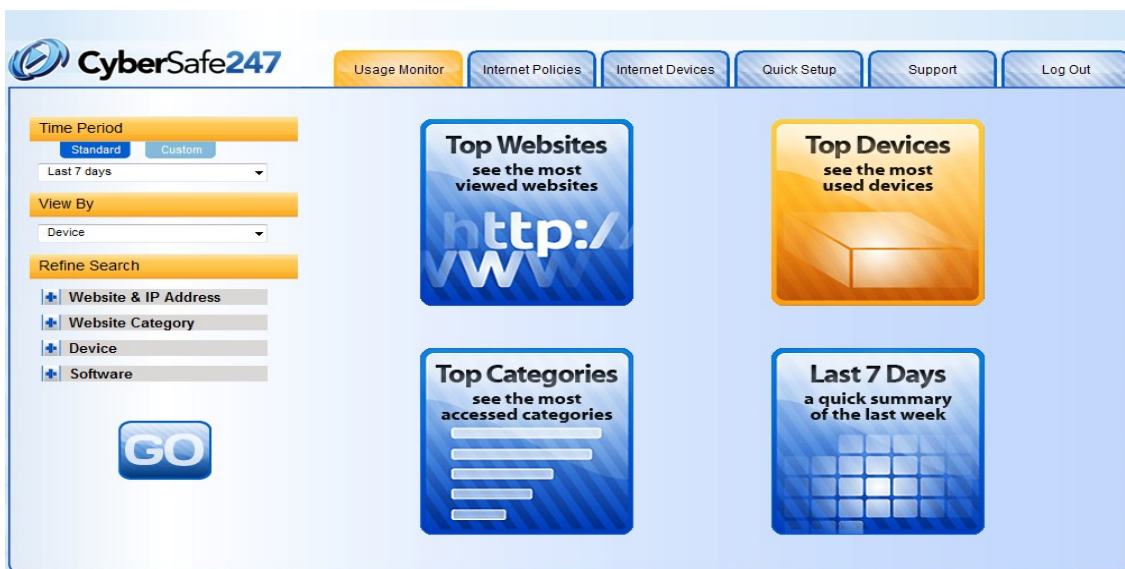 CyberSafe247
Usage Monitor
Internet Policies
Internet Devices
Quick Setup
Support
Log Out
Time Period
Standard
Custom
Last 7 days
View By
Device
Refine Search
Website & IP Address
Website Category
Device
Software
GO
Top Websites
see the most
viewed websites
http:/
WW
Top Devices
see the most
used devices
Top Categories
see the most
accessed categories
Last 7 Days
a quick summary
of the last week